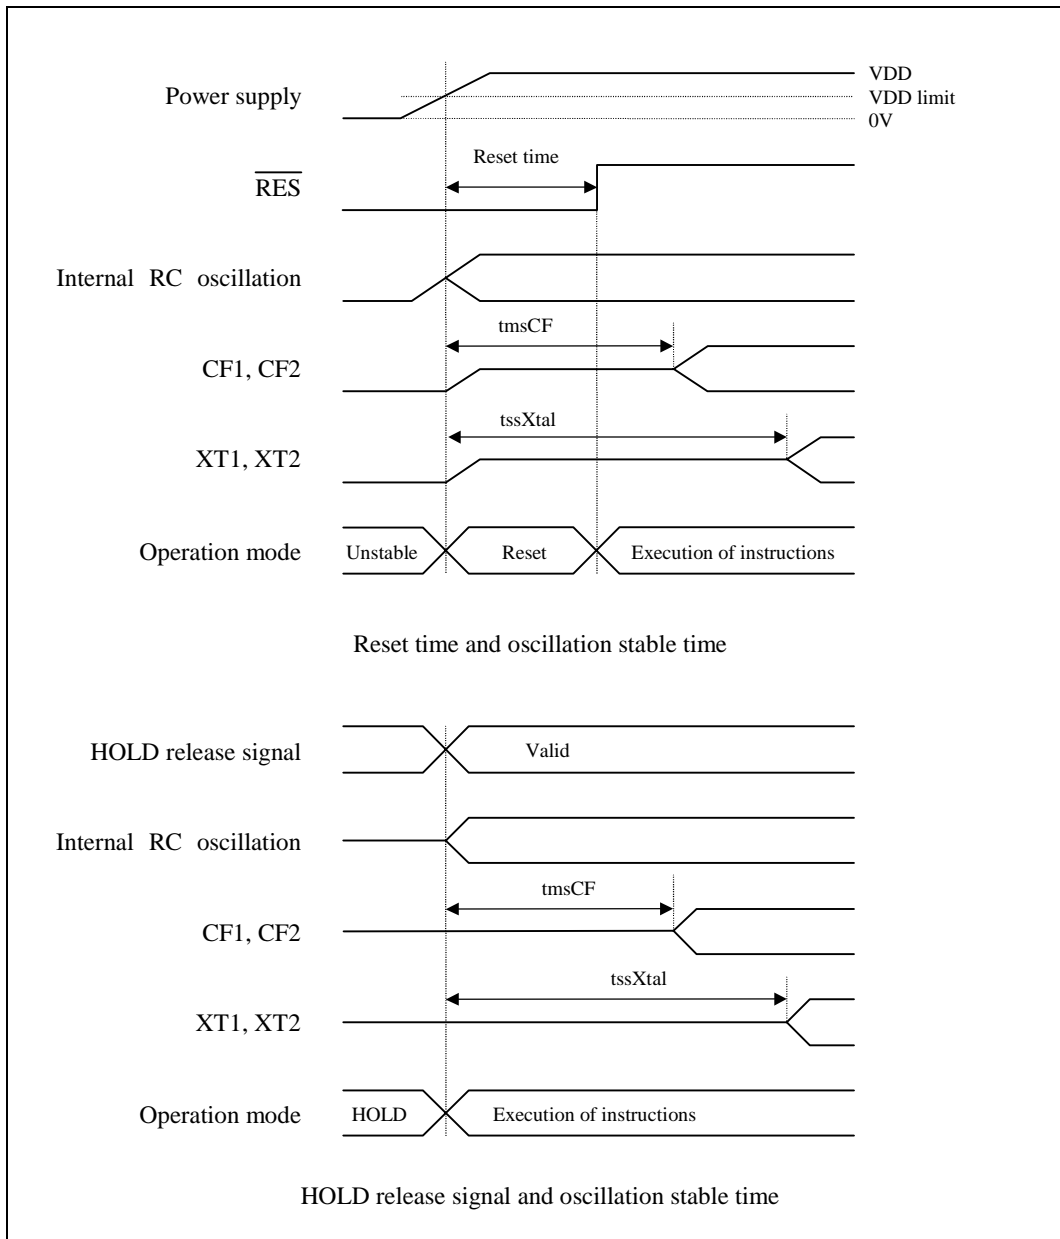 VDD
Power supply
VDD limit
0V
Reset time
RES
Internal RC oscillation
tmsCF
CF1, CF2
tssXtal
XT1, XT2
Operation mode
Unstable
Reset
Execution of instructions
Reset time and oscillation stable time
HOLD release signal
Valid
Internal RC oscillation
tmsCF
CF1, CF2
tssXtal
XT1, XT2
Operation mode
HOLD
Execution of instructions
HOLD release signal and oscillation stable time